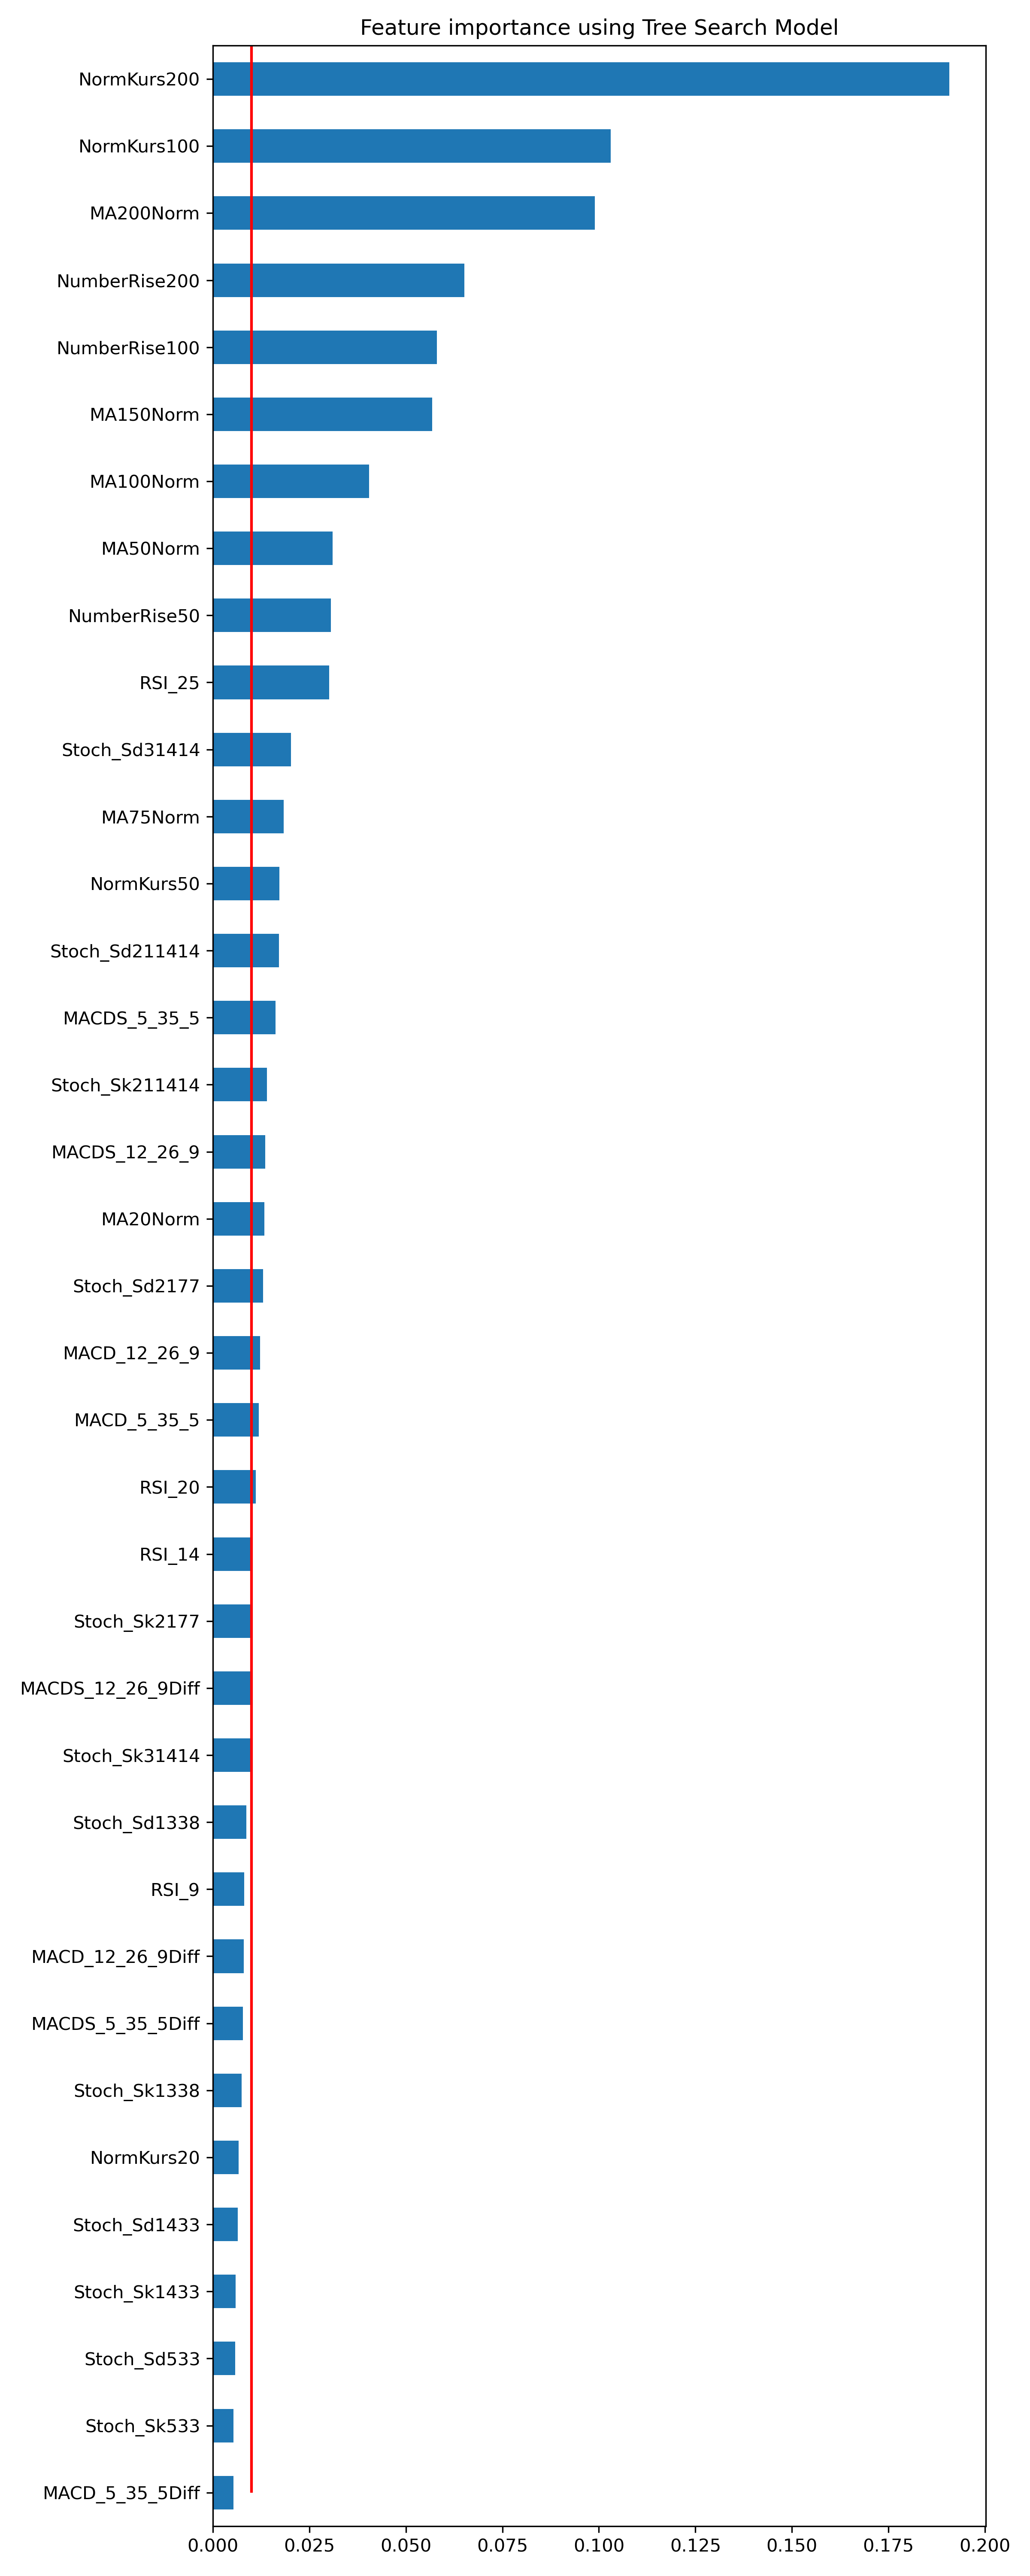 Feature importance using Tree Search Model
NormKurs200
NormKurs100
MA200Norm
NumberRise200
NumberRise100
MA150Norm
MA100Norm
MA50Norm
NumberRise50
RSI_25
Stoch_Sd31414
MA75Norm
NormKurs50
Stoch_Sd211414
MACDS_5_35_5
Stoch_Sk211414
MACDS_12_26_9
MA20Norm
Stoch_Sd2177
MACD_12_26_9
MACD_5_35_5
RSI_20
RSI_14
Stoch_Sk2177
MACDS_12_26_9Diff
Stoch_Sk31414
Stoch_Sd1338
RSI_9
MACD_12_26_9Diff
MACDS_5_35_5Diff
Stoch_Sk1338
NormKurs20
Stoch_Sd1433
Stoch_Sk1433
Stoch_Sd533
Stoch_Sk533
MACD_5_35_5Diff
0.000 0.025 0.050 0.075 0.100 0.125 0.150 0.175 0.200